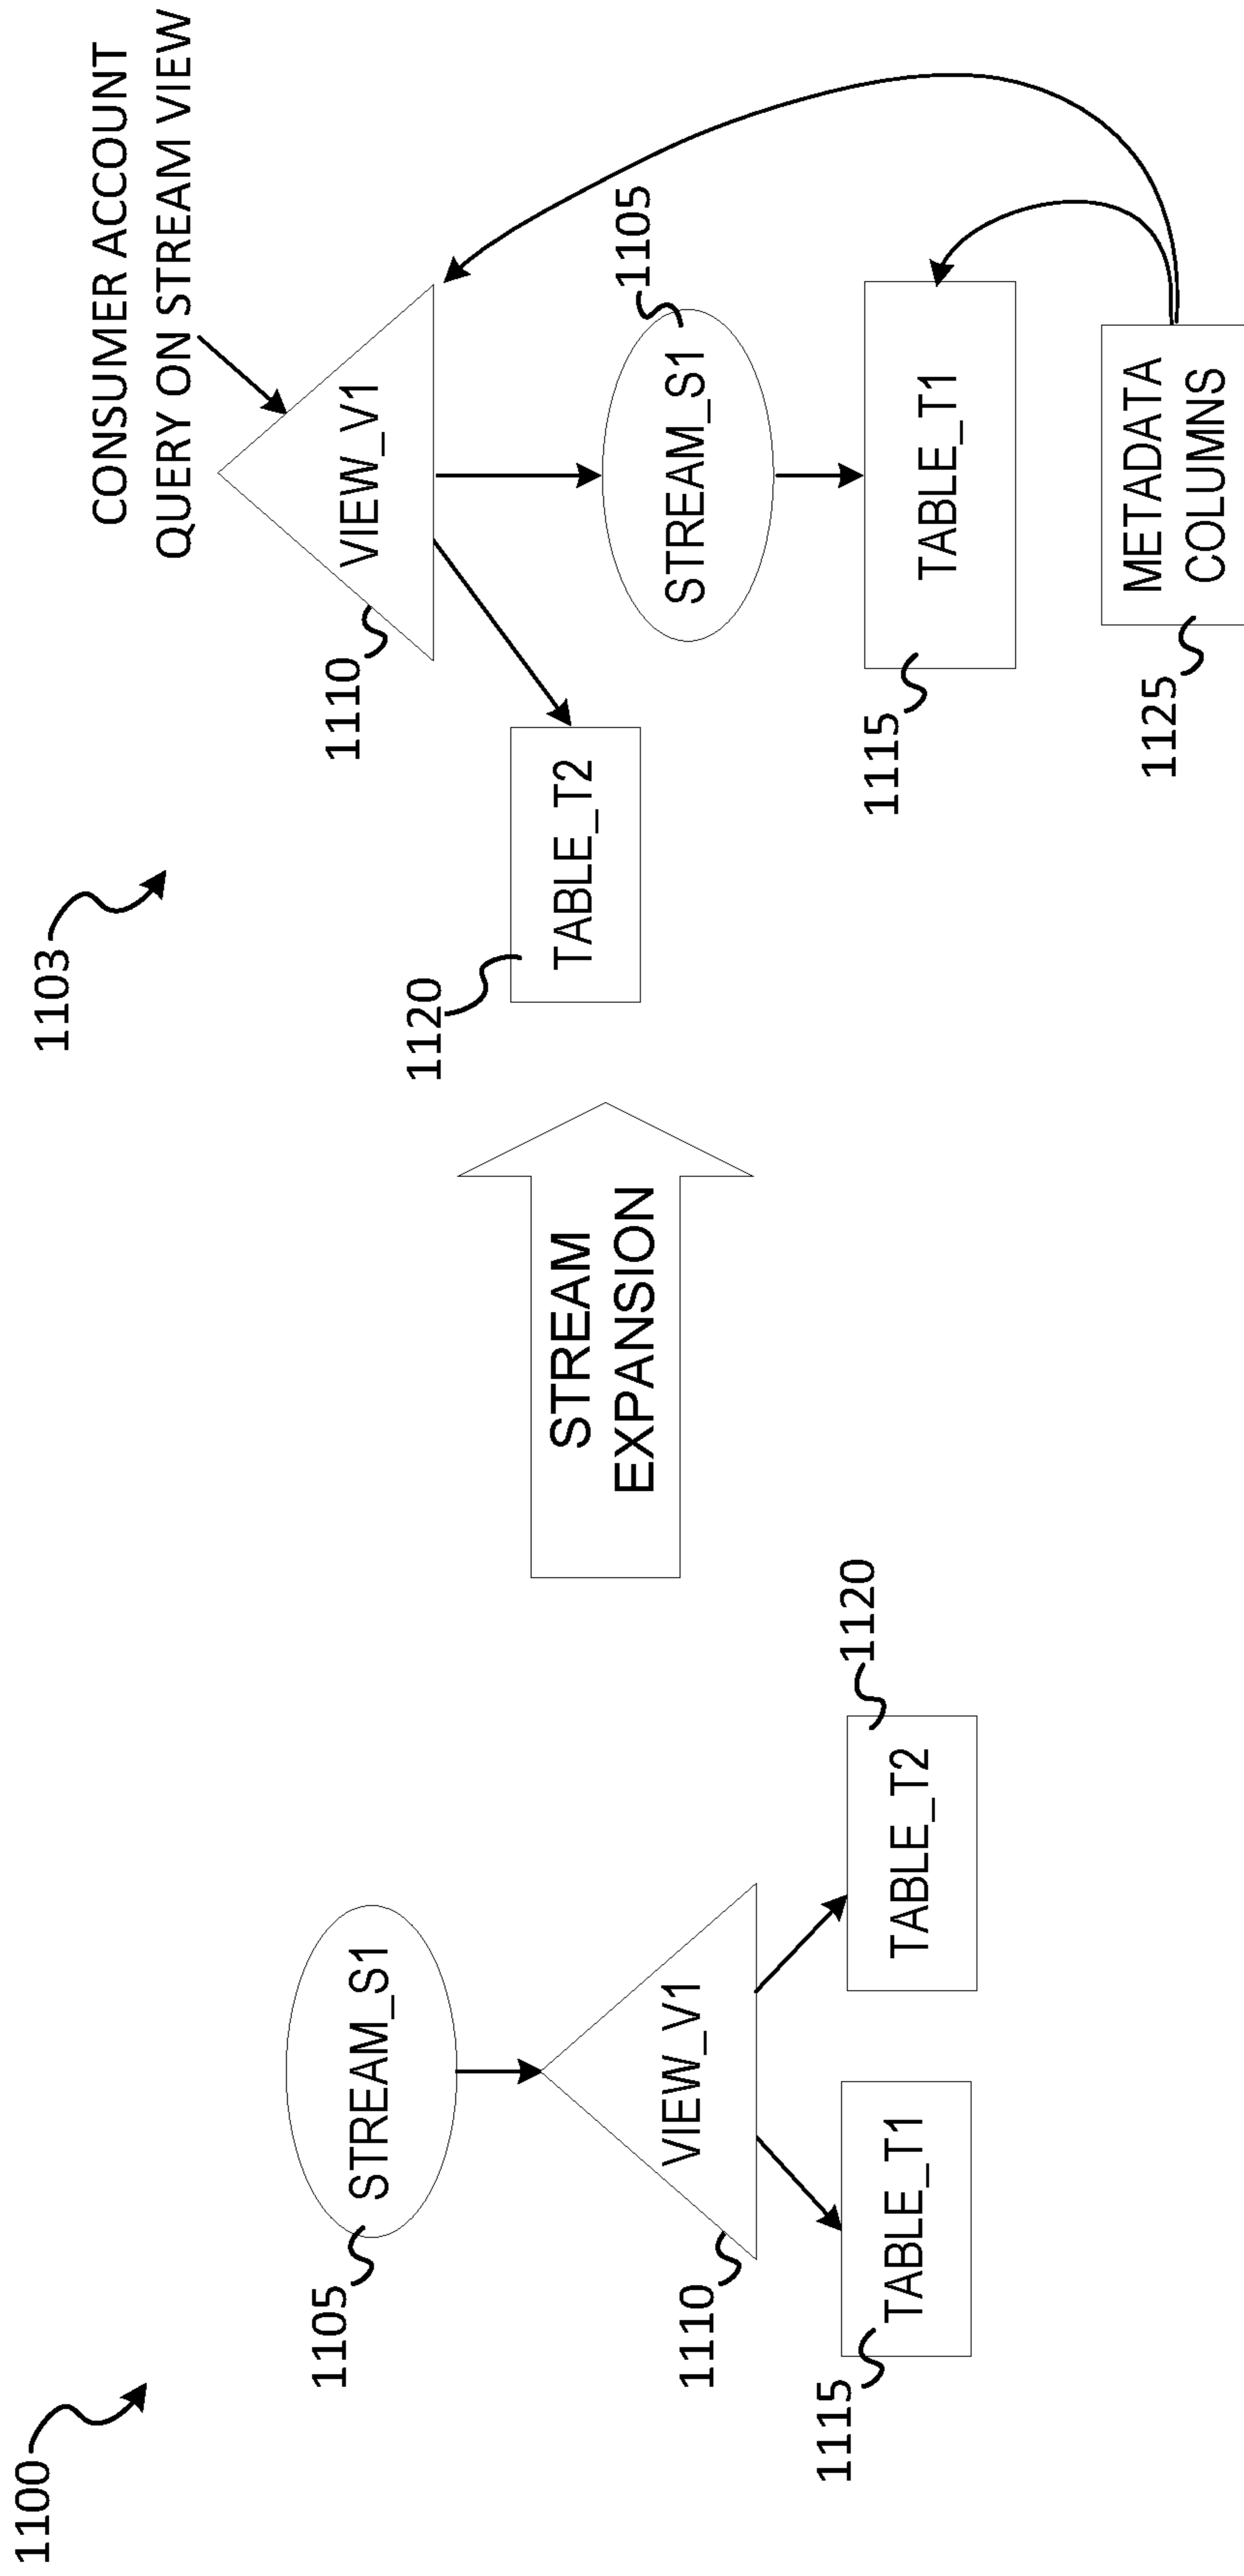 1100
1105
STREAM_S1
1110
VIEW_V1
1115
TABLE_T1
TABLE_T2
1120
STREAM
EXPANSION
1103
CONSUMER ACCOUNT
QUERY ON STREAM VIEW
1110
VIEW_V1
1120
TABLE_T2
STREAM_S1
1105
1115
TABLE_T1
1125
METADATA
COLUMNS